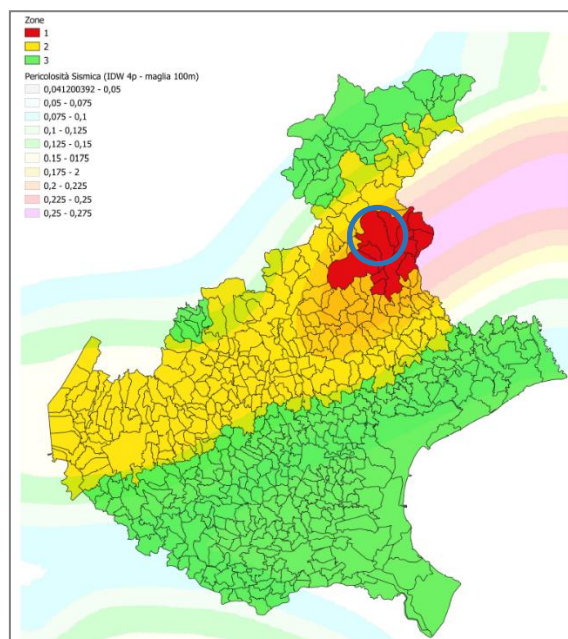 Zone
1
2
3
Pericolosità Sismica (IDW 4p - maglia 100m)
0,041200392 - 0,05
0,05 - 0,075
0,075 - 0,1
0,1 - 0,125
0,125 - 0,15
0.15 - 0175
0,175 - 2
0,2 - 0,225
0,225 - 0,25
0,25 - 0,275